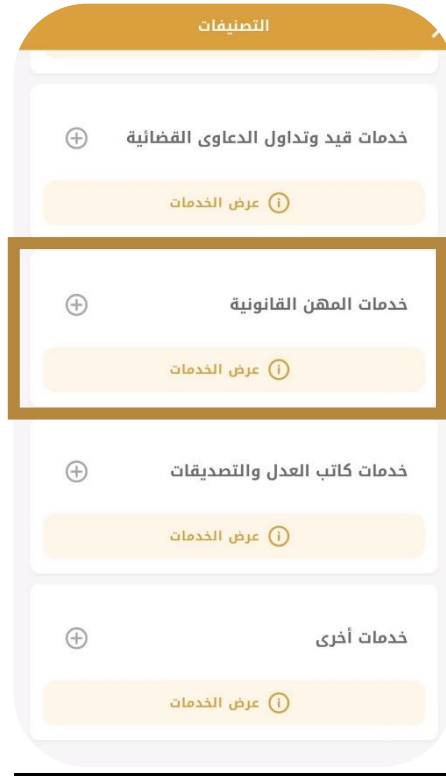 التصنيفات
خدمات قيد وتداول الدعاوى القضائية
عرض الخدمات
خدمات المهن القانونية
عرض الخدمات
خدمات كاتب العدل والتصديقات
عرض الخدمات
خدمات أخرى
عرض الخدمات